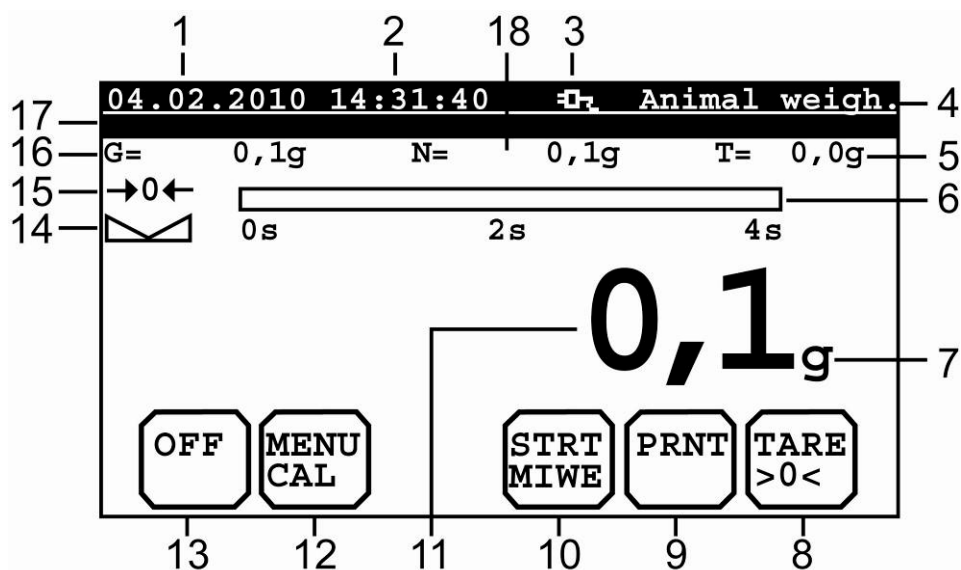 1 2 18 3
04.02.2010 14:31:40 Animal weigh. 4
17
16 G= 0,1g N= 0,1g T= 0,0g 5
15 →0← 6
14 0s 2s 4s
0,1g 7
OFF MENU STRT PRNT TARE
CAL MIWE >0<
13 12 11 10 9 8